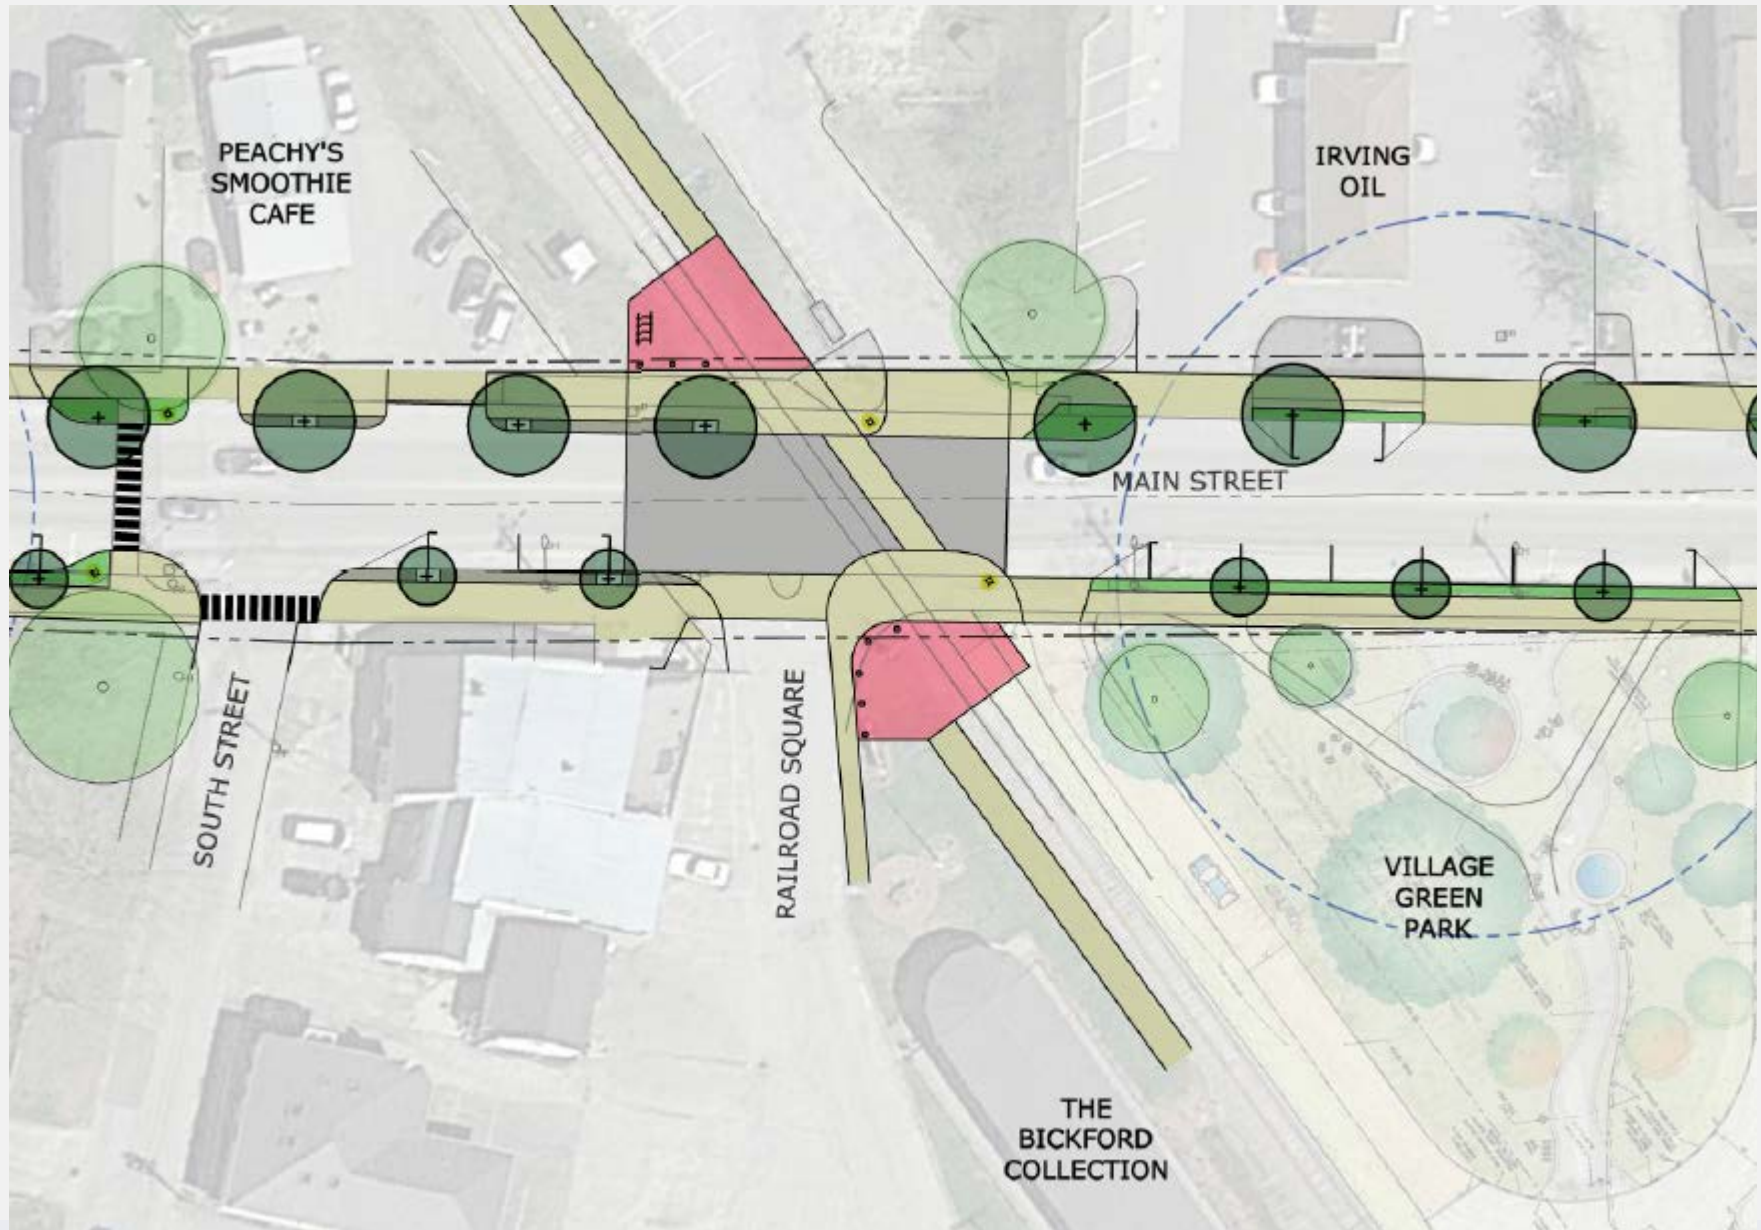 PEACHY'S
SMOOTHIE
CAFE
IRVING
OIL
MAIN STREET
SOUTH STREET
RAILROAD SQUARE
VILLAGE
GREEN
PARK
THE
BICKFORD
COLLECTION